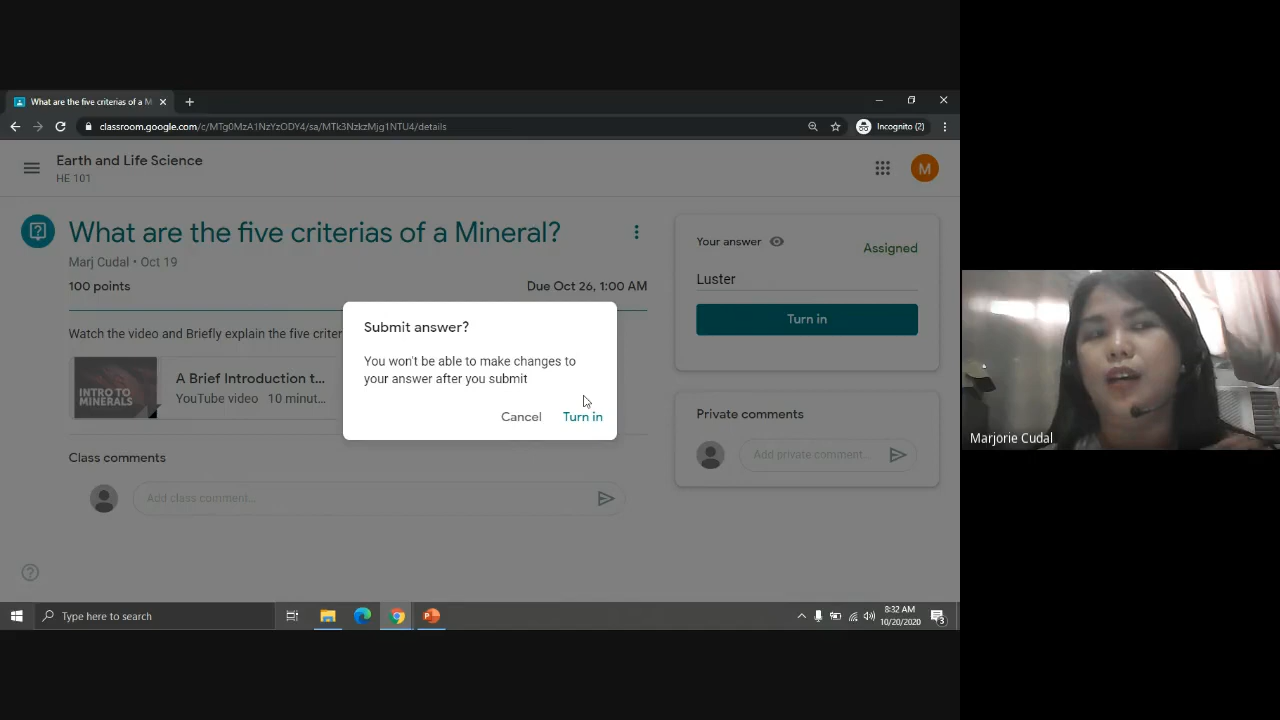 What are the five criterias of a M
classroom.google.com/c/MTg0MzA1NzYzODY4/sa/MTk3NzkzMjg1NTU4/details
Incognito (2)
Earth and Life Science
HE 101
M
What are the five criterias of a Mineral?
Marj Cudal • Oct 19
100 points
Due Oct 26, 1:00 AM
Watch the video and Briefly explain the five criter
INTRO TO
MINERALS
A Brief Introduction t...
YouTube video 10 minut...
Class comments
Add class comment...
Submit answer?
You won't be able to make changes to
your answer after you submit
Cancel
Turn in
Your answer
Assigned
Luster
Turn in
Private comments
Add private comment...
Marjorie Cudal
Type here to search
8:32 AM
10/20/2020
3